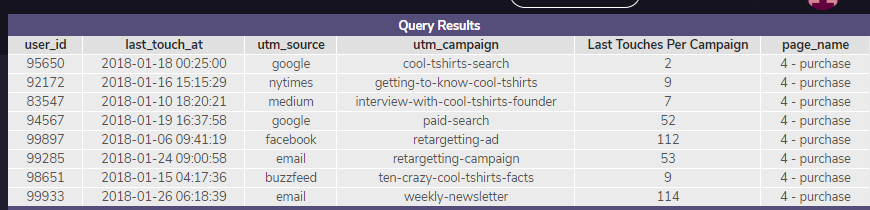 Query Results
user_id last_touch_at utm_source utm_campaign Last Touches Per Campaign page_name
95650 2018-01-18 00:25:00 google cool-tshirts-search 2 4 - purchase
92172 2018-01-16 15:15:29 nytimes getting-to-know-cool-tshirts 9 4 - purchase
83547 2018-01-10 18:20:21 medium interview-with-cool-tshirts-founder 7 4 - purchase
94567 2018-01-19 16:37:58 google paid-search 52 4 - purchase
99897 2018-01-06 09:41:19 facebook retargetting-ad 112 4 - purchase
99285 2018-01-24 09:00:58 email retargetting-campaign 53 4 - purchase
98651 2018-01-15 04:17:36 buzzfeed ten-crazy-cool-tshirts-facts 9 4 - purchase
99933 2018-01-26 06:18:39 email weekly-newsletter 114 4 - purchase